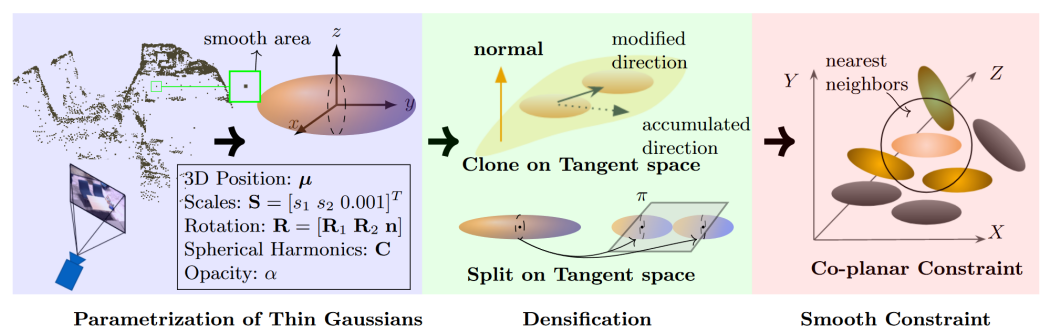 smooth area
z
y
x
3D Position: μ
Scales: S = [s₁ s₂ 0.001]ᵀ
Rotation: R = [R₁ R₂ n]
Spherical Harmonics: C
Opacity: α
Parametrization of Thin Gaussians
normal
modified
direction
accumulated
direction
Clone on Tangent space
π
Split on Tangent space
Densification
nearest
neighbors
Y
Z
X
Co-planar Constraint
Smooth Constraint